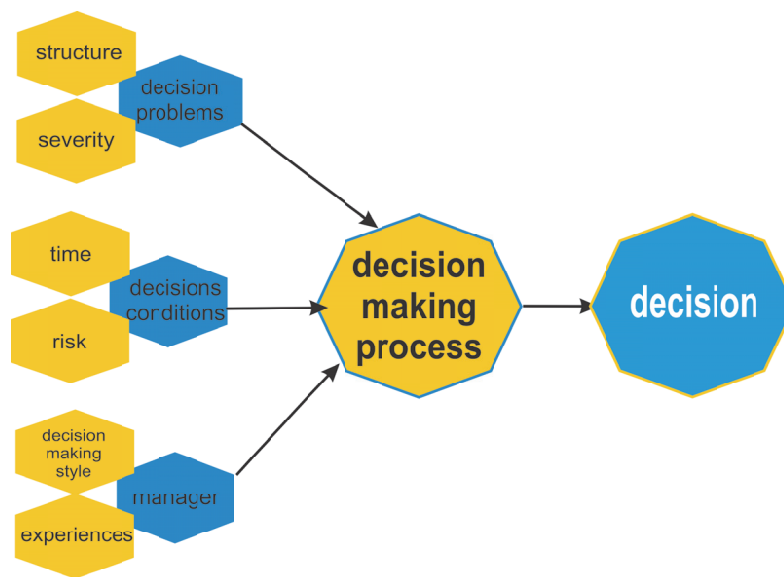 structure
decision
problems
severity
time
decisions
conditions
risk
decision
making
style
manager
experiences
decision
making
process
decision